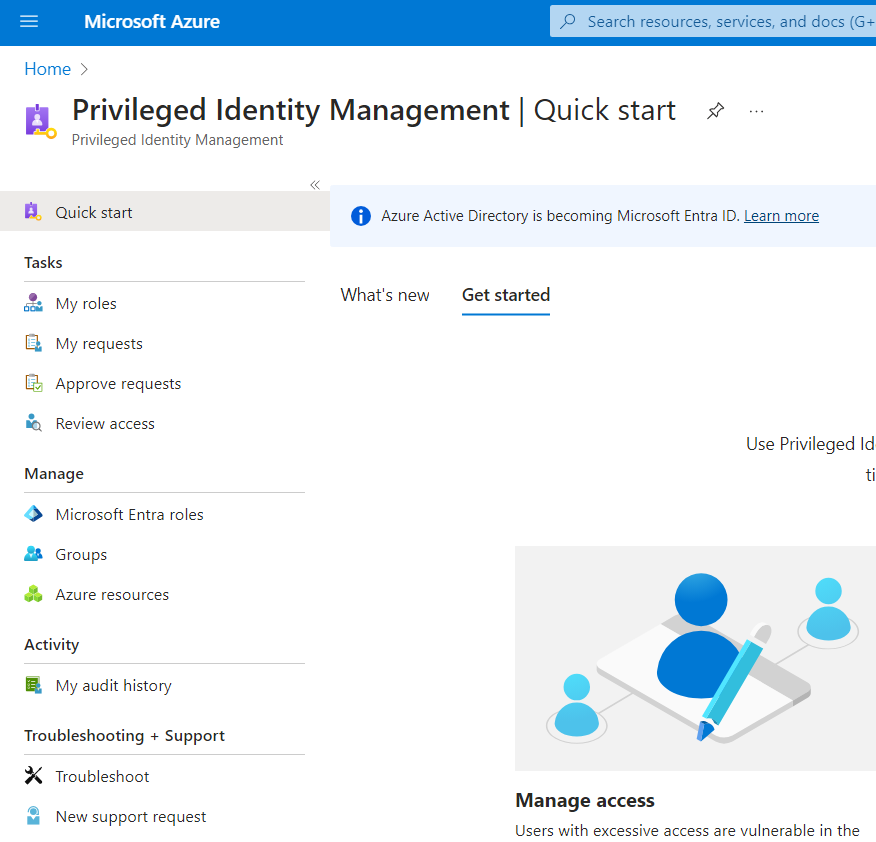 Microsoft Azure
Search resources, services, and docs (G+
Home
Privileged Identity Management | Quick start
Privileged Identity Management
Quick start
Tasks
My roles
My requests
Approve requests
Review access
Manage
Microsoft Entra roles
Groups
Azure resources
Activity
My audit history
Troubleshooting + Support
Troubleshoot
New support request
Azure Active Directory is becoming Microsoft Entra ID. Learn more
What's new
Get started
Use Privileged Id
ti
Manage access
Users with excessive access are vulnerable in the